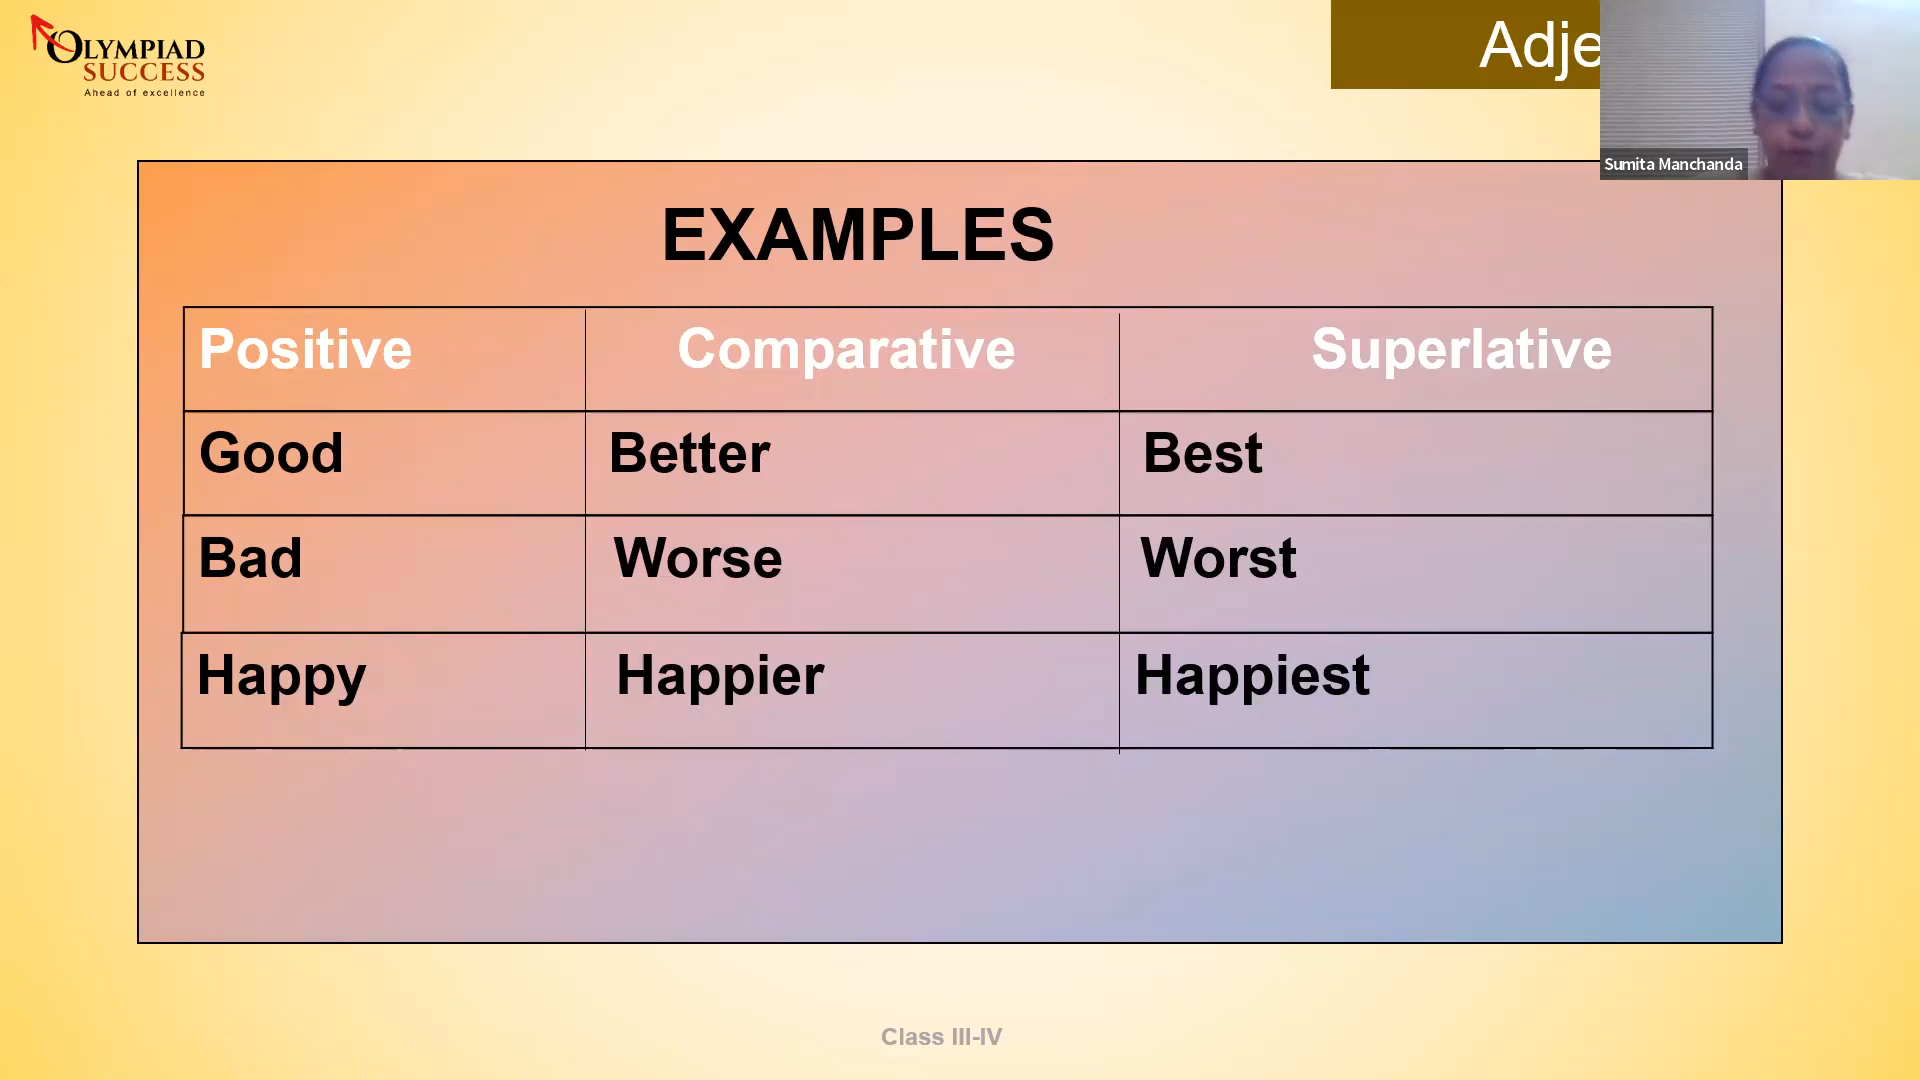 OLYMPIAD
SUCCESS
Ahead of excellence
Sumita Manchanda
EXAMPLES
Positive Comparative Superlative
Good Better Best
Bad Worse Worst
Happy Happier Happiest
Class III-IV